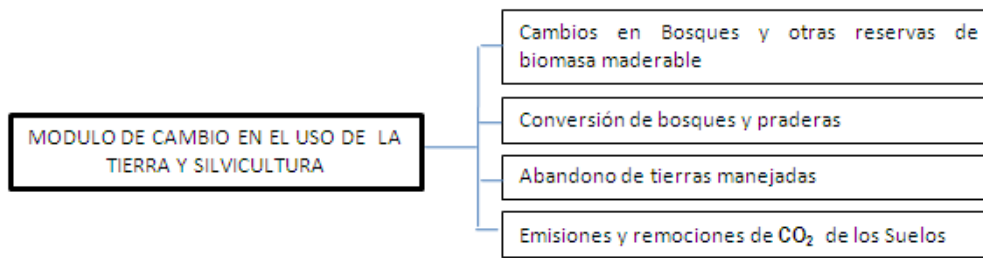 MODULO DE CAMBIO EN EL USO DE LA
TIERRA Y SILVICULTURA
Cambios en Bosques y otras reservas de
biomasa maderable
Conversión de bosques y praderas
Abandono de tierras manejadas
Emisiones y remociones de CO₂ de los Suelos